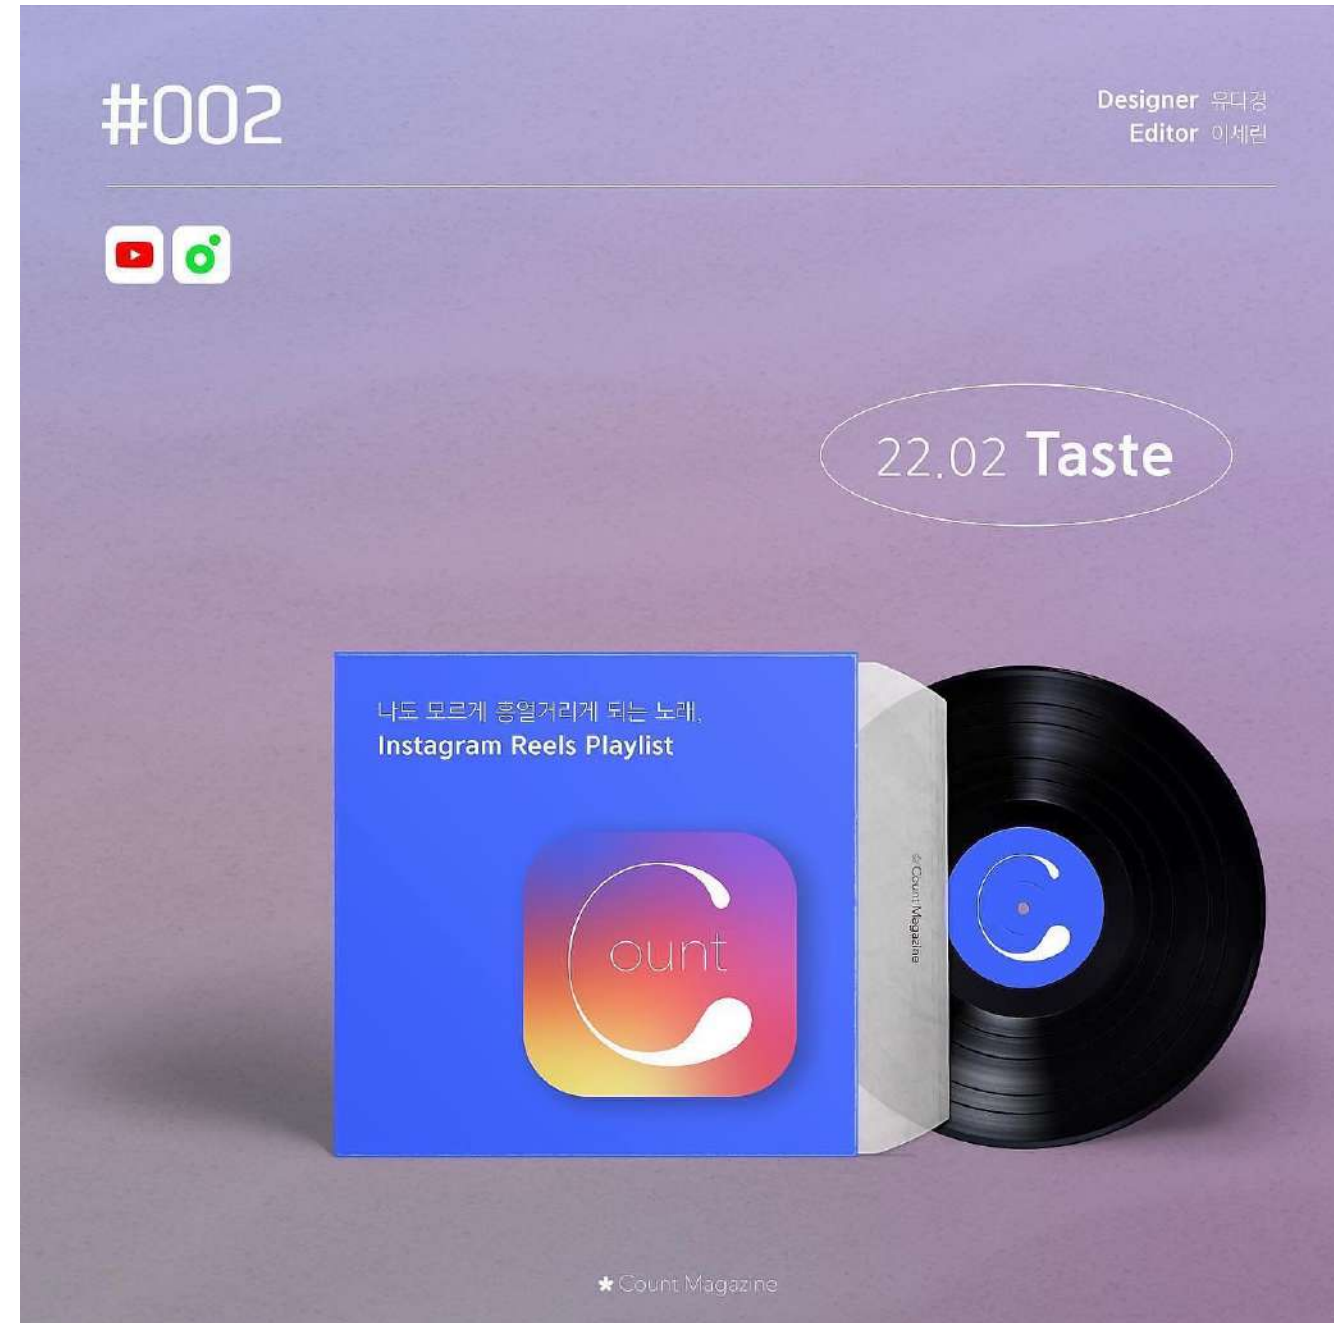 #002
Designer 유다경
Editor 이세린
22.02 Taste
나도 모르게 흥얼거리게 되는 노래,
Instagram Reels Playlist
Count
Count Magazine
C
Count Magazine